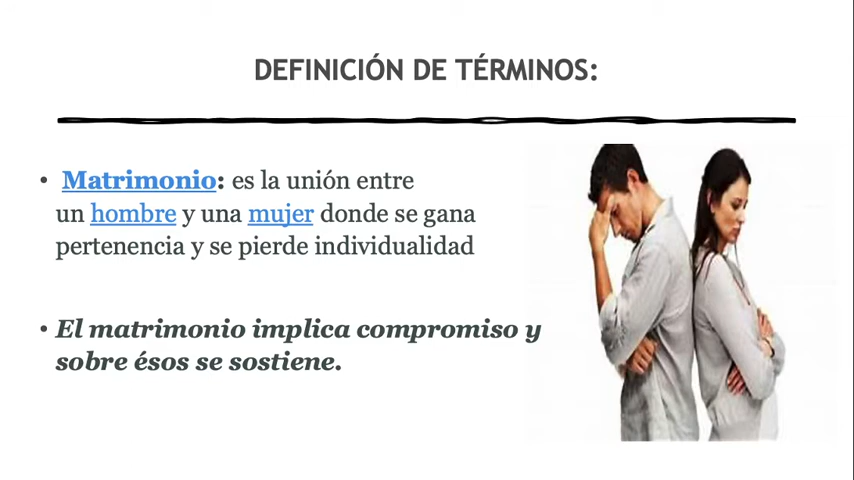 DEFINICIÓN DE TÉRMINOS:
• Matrimonio: es la unión entre
un hombre y una mujer donde se gana
pertenencia y se pierde individualidad
• El matrimonio implica compromiso y
sobre ésos se sostiene.